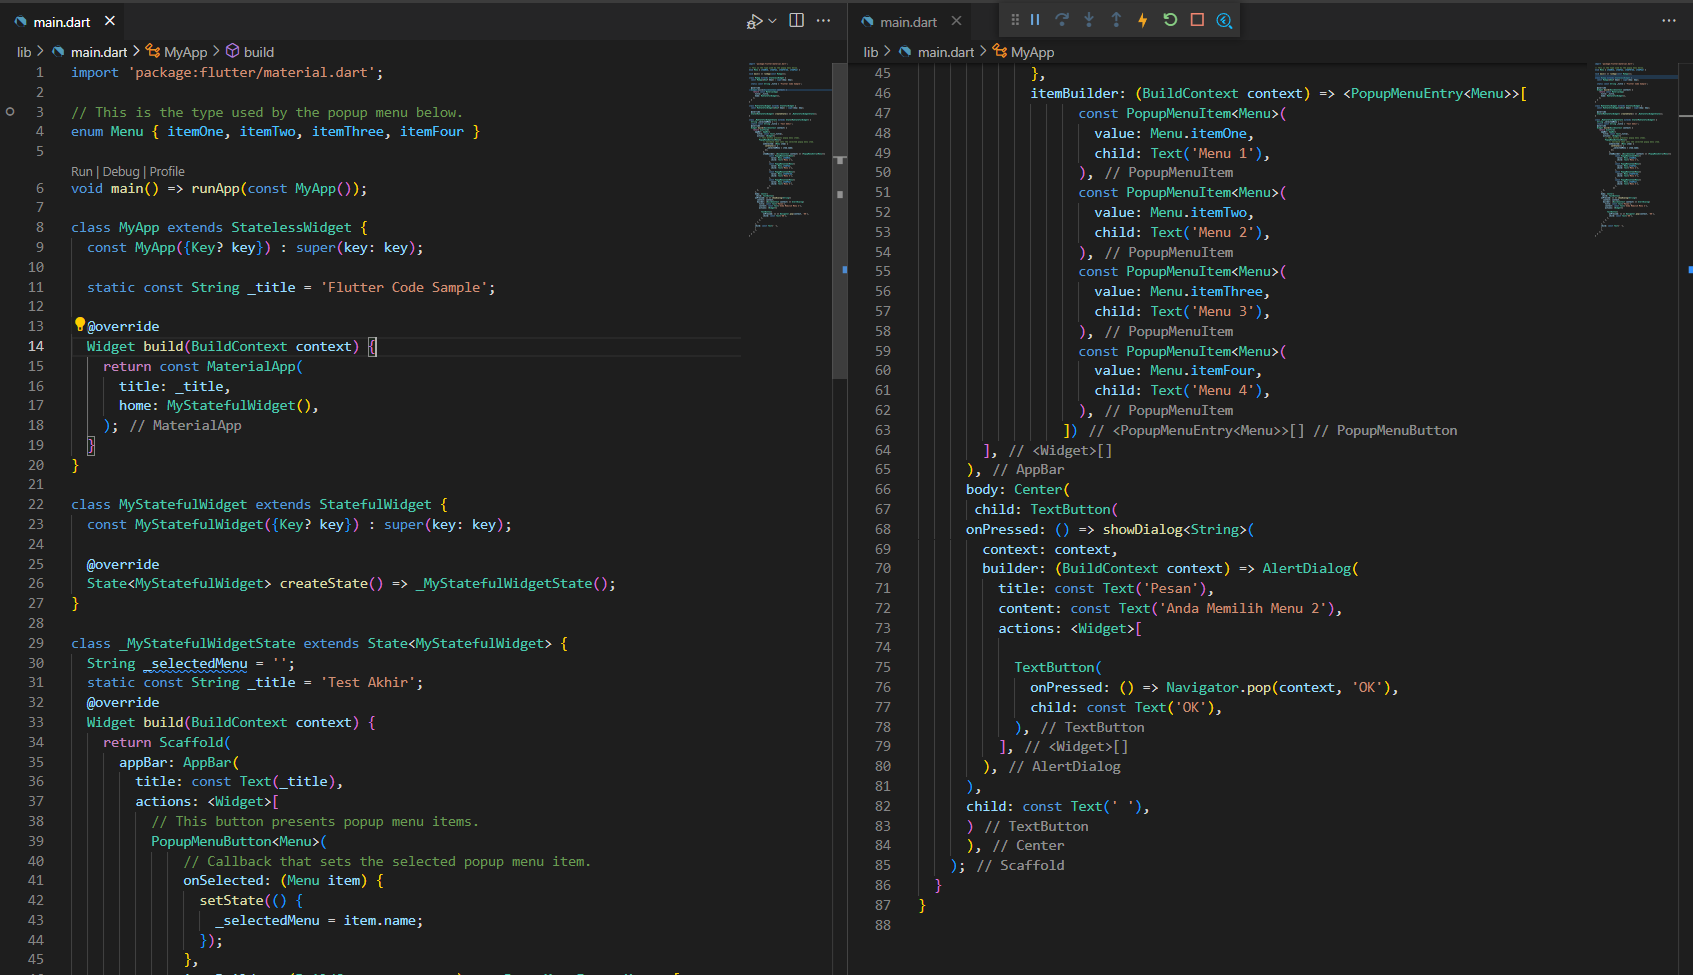 main.dart
lib > main.dart > MyApp > build
1 import 'package:flutter/material.dart';
2
3 // This is the type used by the popup menu below.
4 enum Menu { itemOne, itemTwo, itemThree, itemFour }
5
Run | Debug | Profile
6 void main() => runApp(const MyApp());
7
8 class MyApp extends StatelessWidget {
9   const MyApp({Key? key}) : super(key: key);
10
11   static const String _title = 'Flutter Code Sample';
12
13   @override
14   Widget build(BuildContext context) {
15     return const MaterialApp(
16       title: _title,
17       home: MyStatefulWidget(),
18     ); // MaterialApp
19   }
20 }
21
22 class MyStatefulWidget extends StatefulWidget {
23   const MyStatefulWidget({Key? key}) : super(key: key);
24
25   @override
26   State<MyStatefulWidget> createState() => _MyStatefulWidgetState();
27 }
28
29 class _MyStatefulWidgetState extends State<MyStatefulWidget> {
30   String _selectedMenu = '';
31   static const String _title = 'Test Akhir';
32   @override
33   Widget build(BuildContext context) {
34     return Scaffold(
35       appBar: AppBar(
36         title: const Text(_title),
37         actions: <Widget>[
38           // This button presents popup menu items.
39           PopupMenuButton<Menu>(
40               // Callback that sets the selected popup menu item.
41               onSelected: (Menu item) {
42                 setState(() {
43                   _selectedMenu = item.name;
44                 });
45               },
main.dart
lib > main.dart > MyApp
45               },
46               itemBuilder: (BuildContext context) => <PopupMenuEntry<Menu>>[
47                     const PopupMenuItem<Menu>(
48                       value: Menu.itemOne,
49                       child: Text('Menu 1'),
50                     ), // PopupMenuItem
51                     const PopupMenuItem<Menu>(
52                       value: Menu.itemTwo,
53                       child: Text('Menu 2'),
54                     ), // PopupMenuItem
55                     const PopupMenuItem<Menu>(
56                       value: Menu.itemThree,
57                       child: Text('Menu 3'),
58                     ), // PopupMenuItem
59                     const PopupMenuItem<Menu>(
60                       value: Menu.itemFour,
61                       child: Text('Menu 4'),
62                     ), // PopupMenuItem
63                   ]) // <PopupMenuEntry<Menu>>[] // PopupMenuButton
64         ], // <Widget>[]
65       ), // AppBar
66       body: Center(
67        child: TextButton(
68       onPressed: () => showDialog<String>(
69         context: context,
70         builder: (BuildContext context) => AlertDialog(
71           title: const Text('Pesan'),
72           content: const Text('Anda Memilih Menu 2'),
73           actions: <Widget>[
74
75             TextButton(
76               onPressed: () => Navigator.pop(context, 'OK'),
77               child: const Text('OK'),
78             ), // TextButton
79           ], // <Widget>[]
80         ), // AlertDialog
81       ),
82       child: const Text(' '),
83       ) // TextButton
84       ), // Center
85     ); // Scaffold
86   }
87 }
88